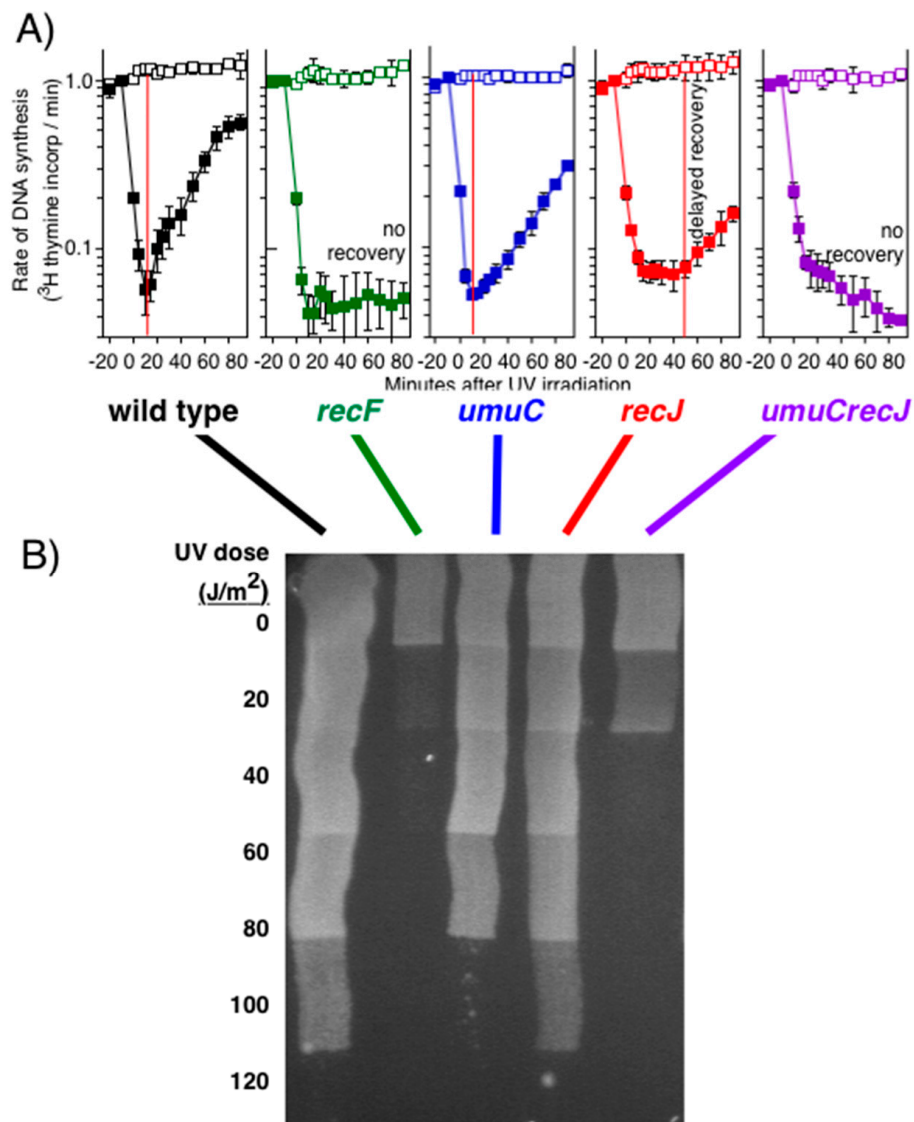 A)
Rate of DNA synthesis
(³H thymine incorp / min)
1.0
0.1
no
recovery
delayed recovery
no
recovery
-20 0 20 40 60 80
-20 0 20 40 60 80
-20 0 20 40 60 80
-20 0 20 40 60 80
-20 0 20 40 60 80
Minutes after UV irradiation
wild type
recF
umuC
recJ
umuCrecJ
B)
UV dose
(J/m²)
0
20
40
60
80
100
120